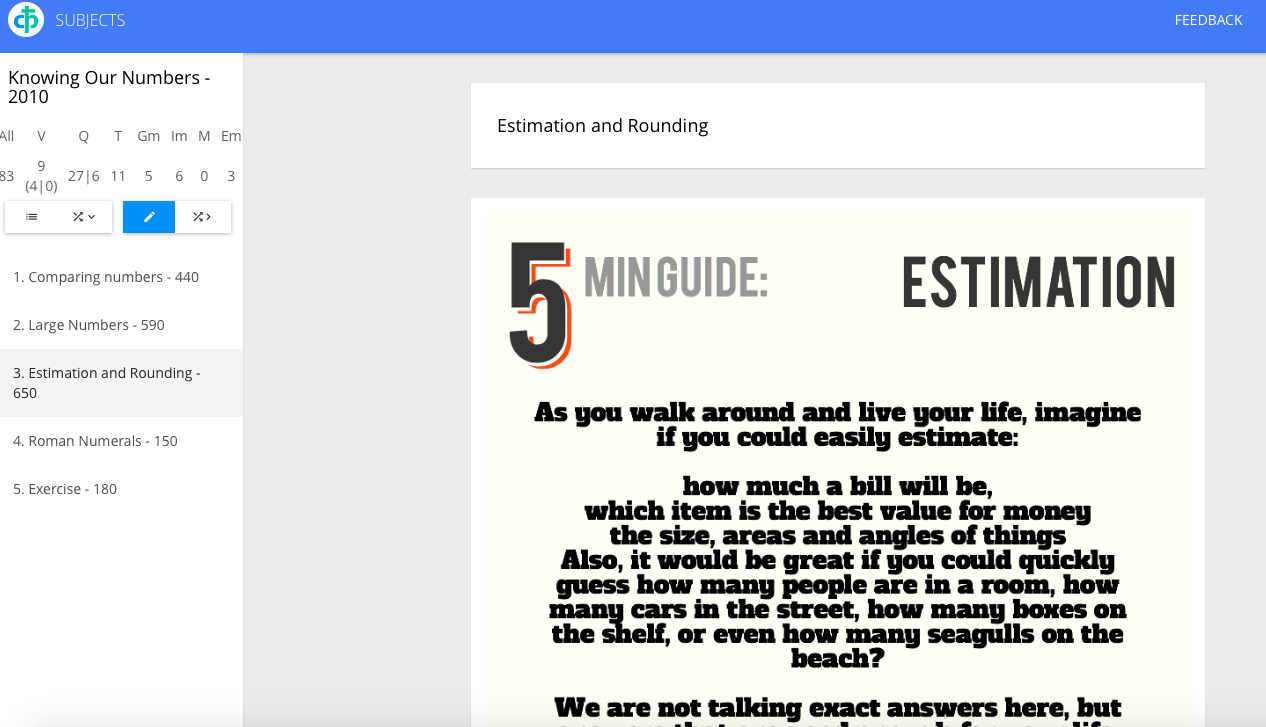 SUBJECTS
FEEDBACK
Knowing Our Numbers -
2010
All V Q T Gm Im M Em
83 9 27|6 11 5 6 0 3
(4|0)
1. Comparing numbers - 440
2. Large Numbers - 590
3. Estimation and Rounding -
650
4. Roman Numerals - 150
5. Exercise - 180
Estimation and Rounding
5 MIN GUIDE: ESTIMATION
As you walk around and live your life, imagine
if you could easily estimate:
how much a bill will be,
which item is the best value for money
the size, areas and angles of things
Also, it would be great if you could quickly
guess how many people are in a room, how
many cars in the street, how many boxes on
the shelf, or even how many seagulls on the
beach?
We are not talking exact answers here, but